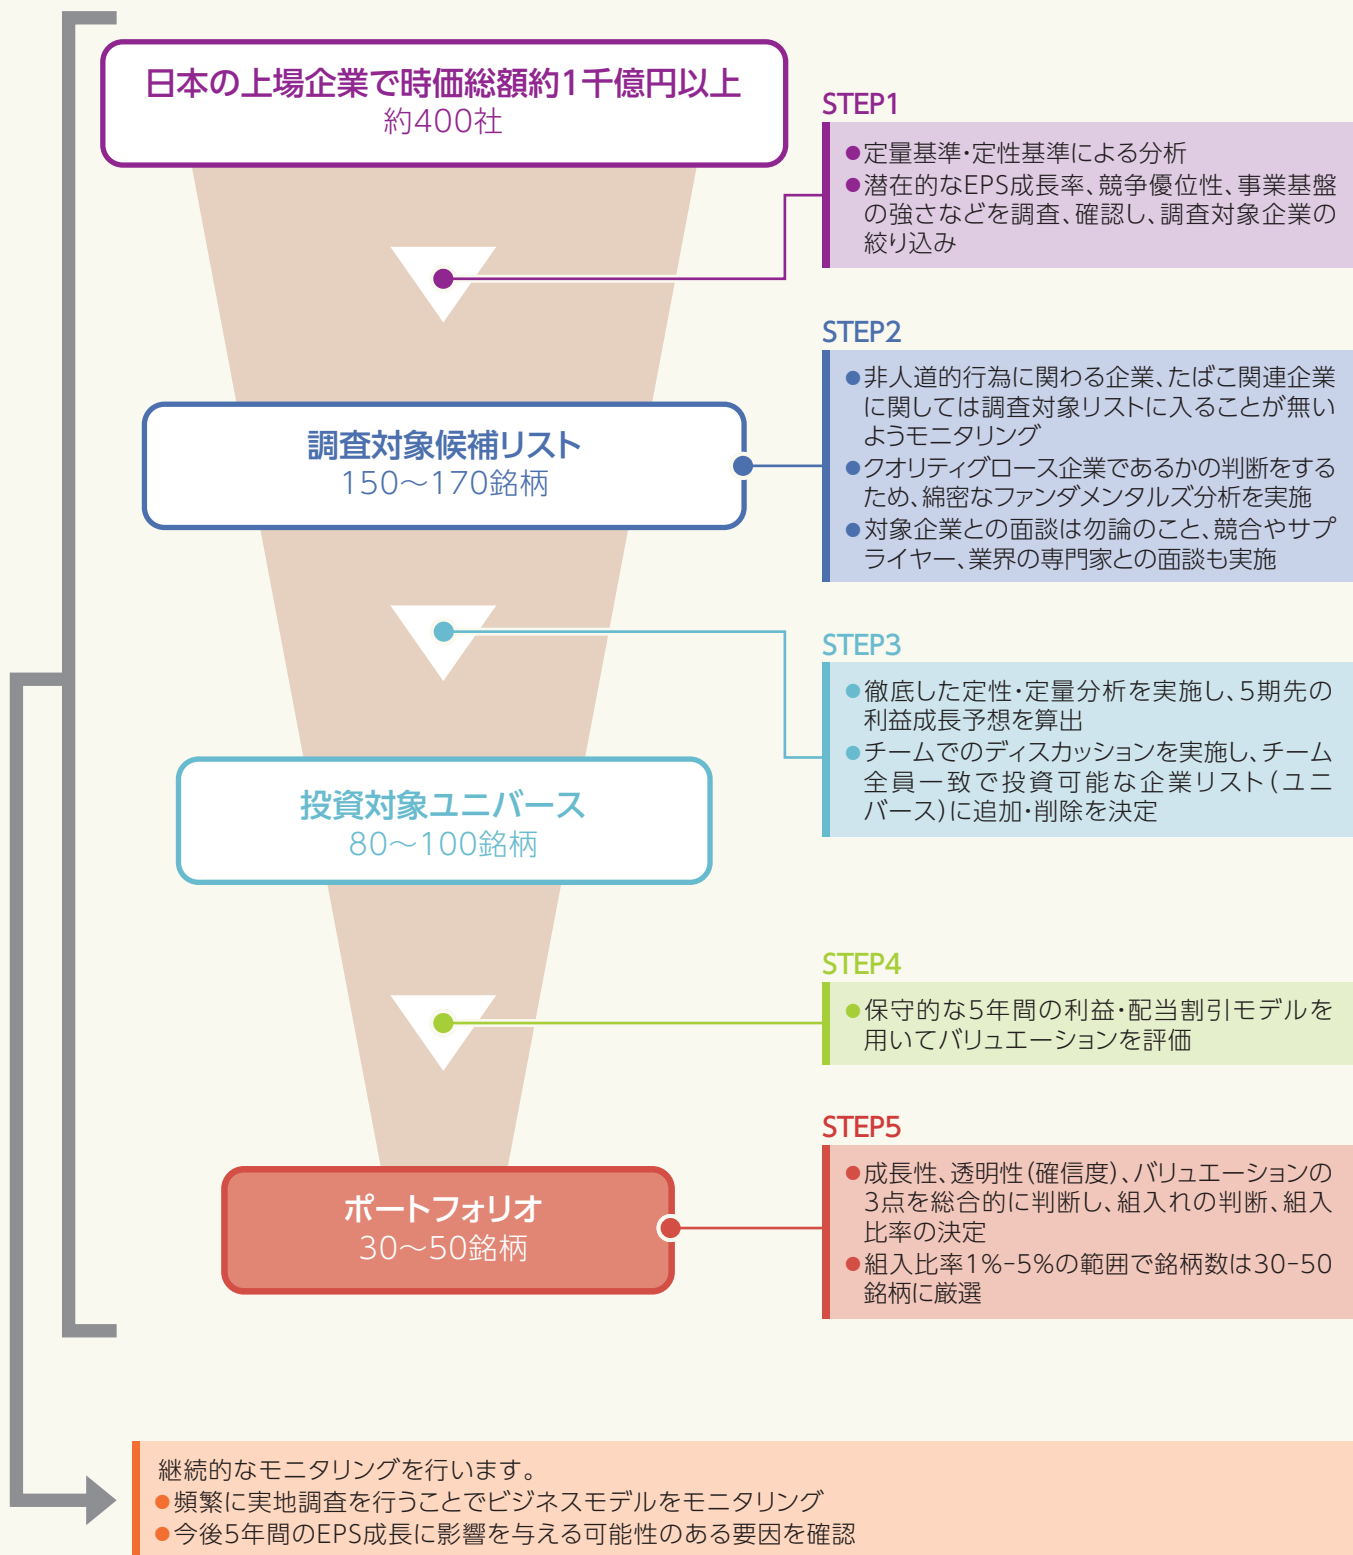 日本の上場企業で時価総額約1千億円以上
約400社
STEP1
●定量基準・定性基準による分析
●潜在的なEPS成長率、競争優位性、事業基盤
の強さなどを調査、確認し、調査対象企業の
絞り込み
STEP2
●非人道的行為に関わる企業、たばこ関連企業
に関しては調査対象リストに入ることが無い
ようモニタリング
●クオリティグロース企業であるかの判断をする
ため、綿密なファンダメンタルズ分析を実施
●対象企業との面談は勿論のこと、競合やサプ
ライヤー、業界の専門家との面談も実施
調査対象候補リスト
150～170銘柄
STEP3
●徹底した定性・定量分析を実施し、5期先の
利益成長予想を算出
●チームでのディスカッションを実施し、チーム
全員一致で投資可能な企業リスト(ユニ
バース)に追加・削除を決定
投資対象ユニバース
80～100銘柄
STEP4
●保守的な5年間の利益・配当割引モデルを
用いてバリュエーションを評価
STEP5
●成長性、透明性(確信度)、バリュエーションの
3点を総合的に判断し、組入れの判断、組入
比率の決定
●組入比率1%-5%の範囲で銘柄数は30-50
銘柄に厳選
ポートフォリオ
30～50銘柄
継続的なモニタリングを行います。
●頻繁に実地調査を行うことでビジネスモデルをモニタリング
●今後5年間のEPS成長に影響を与える可能性のある要因を確認